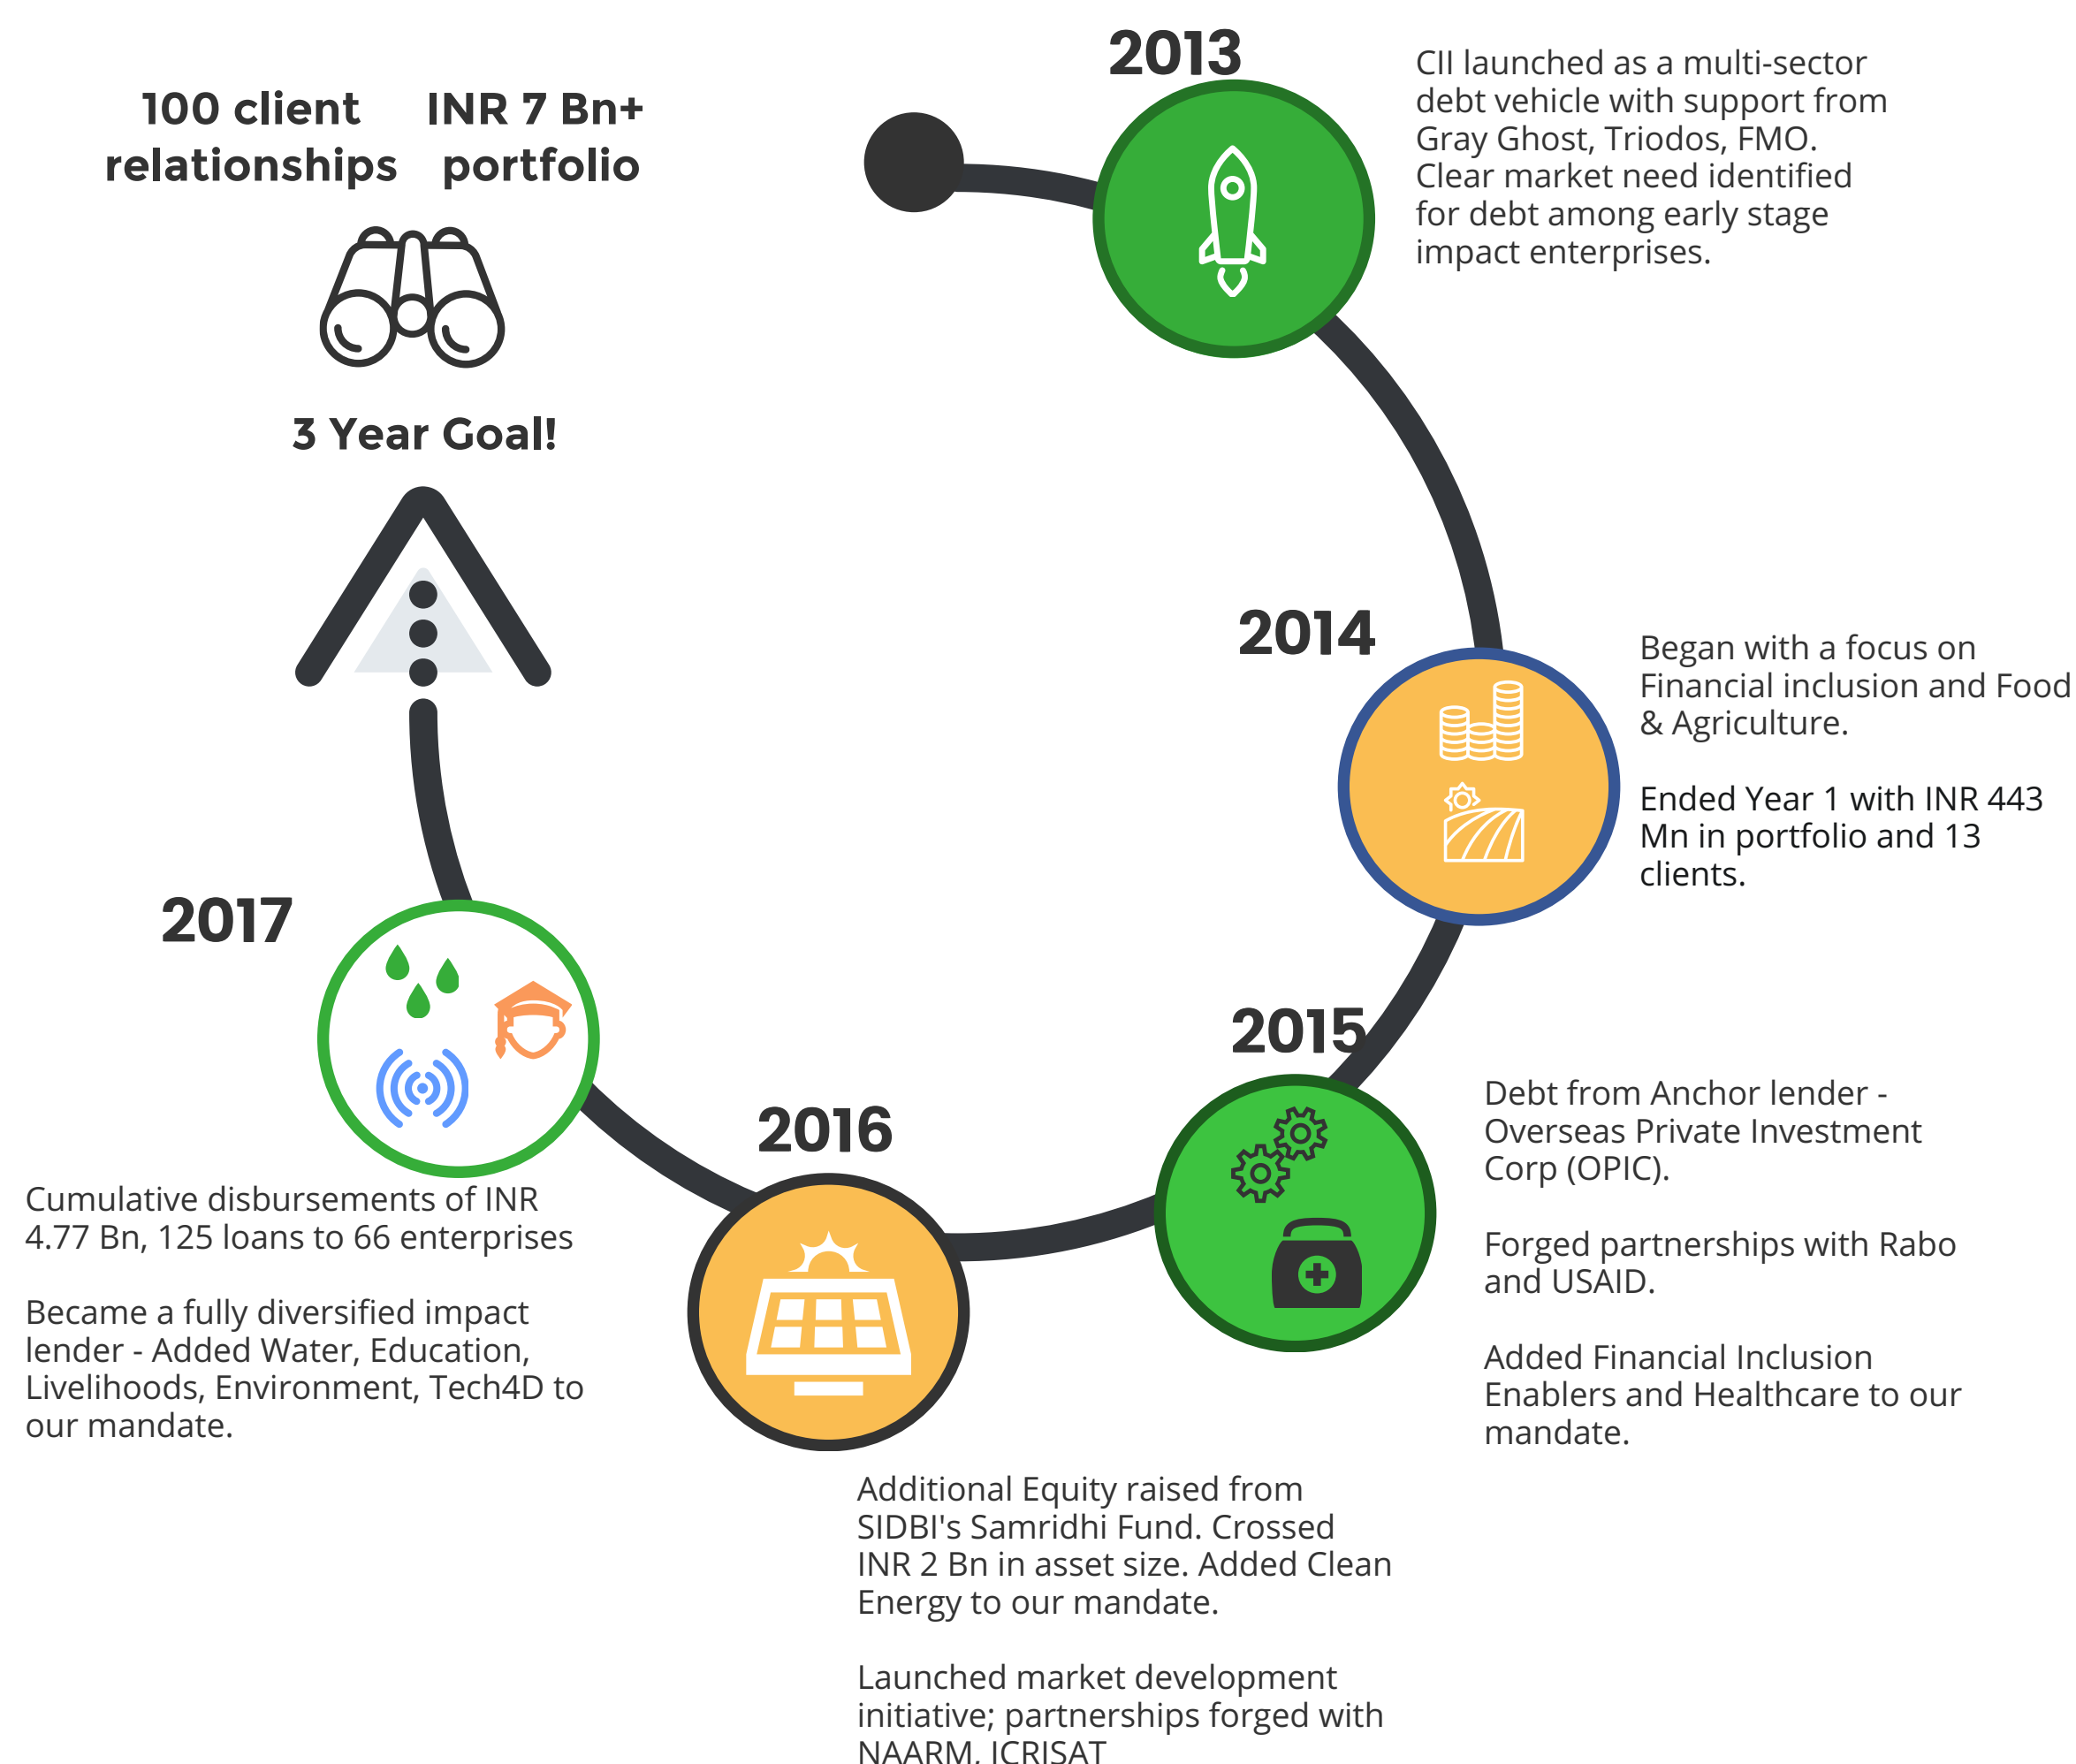 2013
CII launched as a multi-sector
debt vehicle with support from
Gray Ghost, Triodos, FMO.
Clear market need identified
for debt among early stage
impact enterprises.
2014
Began with a focus on
Financial inclusion and Food
& Agriculture.
Ended Year 1 with INR 443
Mn in portfolio and 13
clients.
2015
Debt from Anchor lender -
Overseas Private Investment
Corp (OPIC).
Forged partnerships with Rabo
and USAID.
Added Financial Inclusion
Enablers and Healthcare to our
mandate.
2016
Additional Equity raised from
SIDBI's Samridhi Fund. Crossed
INR 2 Bn in asset size. Added Clean
Energy to our mandate.
Launched market development
initiative; partnerships forged with
NAARM, ICRISAT
2017
Cumulative disbursements of INR
4.77 Bn, 125 loans to 66 enterprises
Became a fully diversified impact
lender - Added Water, Education,
Livelihoods, Environment, Tech4D to
our mandate.
3 Year Goal!
100 client
relationships
INR 7 Bn+
portfolio